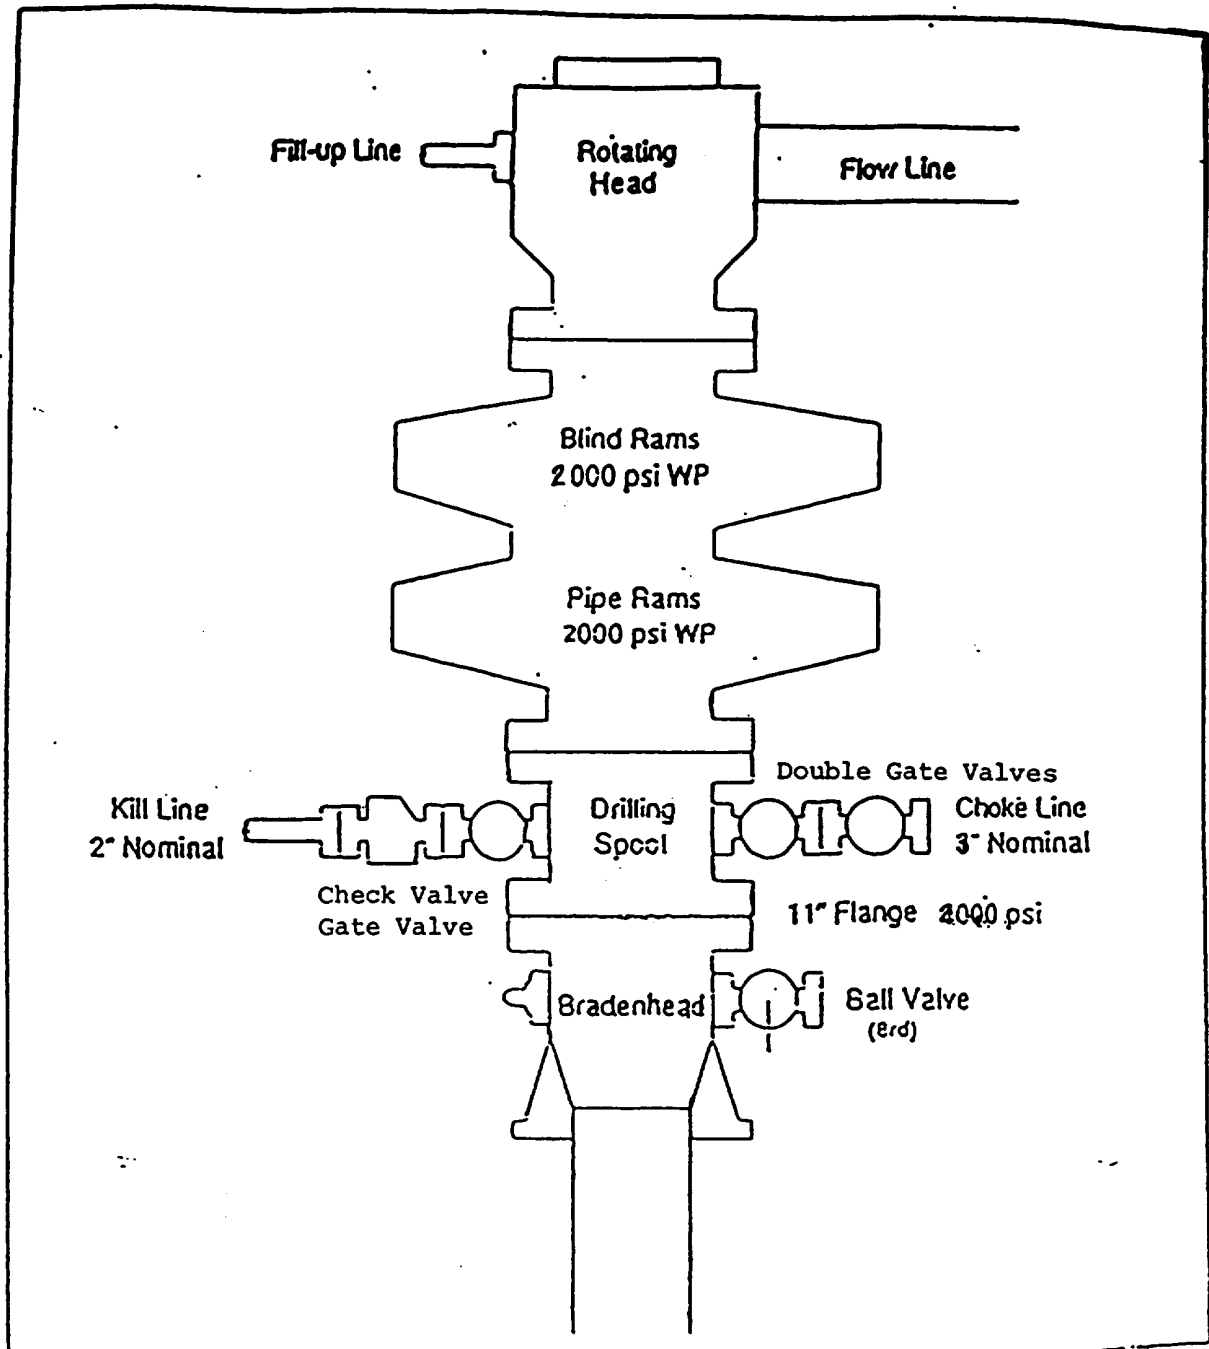 Fill-up Line
Rotating
Head
Flow Line
Blind Rams
2000 psi WP
Pipe Rams
2000 psi WP
Double Gate Valves
Kill Line
2" Nominal
Drilling
Spool
Choke Line
3" Nominal
Check Valve
Gate Valve
11" Flange 2000 psi
Bradenhead
Ball Valve